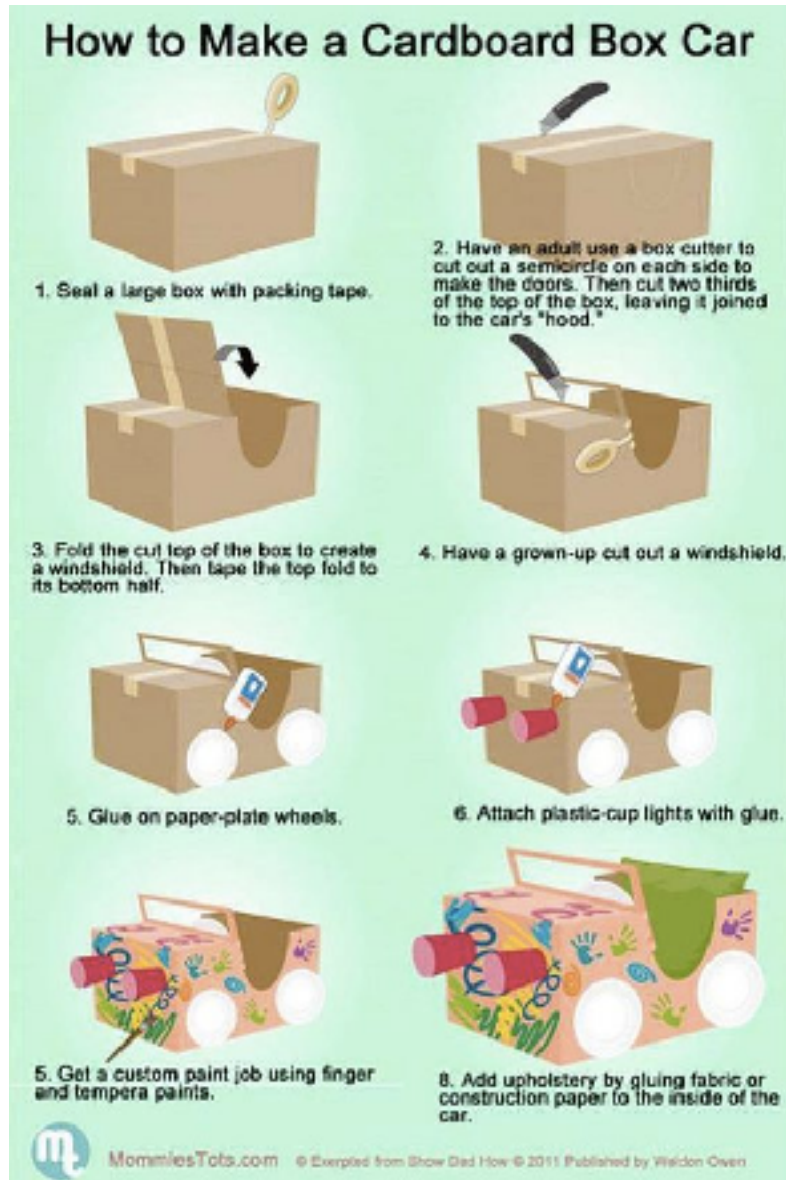 How to Make a Cardboard Box Car
1. Seal a large box with packing tape.
2. Have an adult use a box cutter to
cut out a semicircle on each side to
make the doors. Then cut two thirds
of the top of the box, leaving it joined
to the car's "hood."
3. Fold the cut top of the box to create
a windshield. Then tape the top fold to
its bottom half.
4. Have a grown-up cut out a windshield.
5. Glue on paper-plate wheels.
6. Attach plastic-cup lights with glue.
5. Get a custom paint job using finger
and tempera paints.
8. Add upholstery by gluing fabric or
construction paper to the inside of the
car.
mt MommiesTots.com © Exerpted from Show Dad How © 2011 Published by Weldon Owen